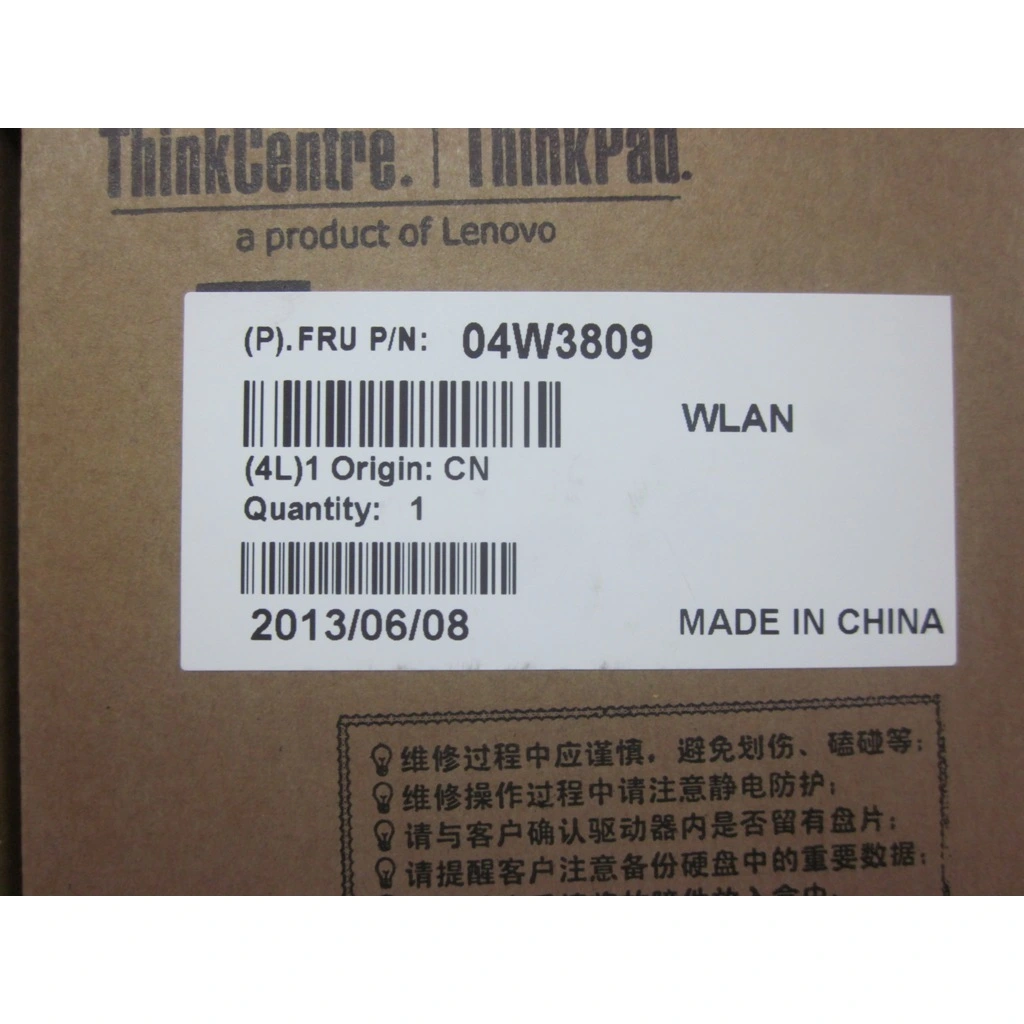 ThinkCentre. | ThinkPad.
a product of Lenovo
(P).FRU P/N: 04W3809
WLAN
(4L)1 Origin: CN
Quantity: 1
2013/06/08
MADE IN CHINA
维修过程中应谨慎，避免划伤、磕碰等；
维修操作过程中请注意静电防护；
请与客户确认驱动器内是否留有盘片；
请提醒客户注意备份硬盘中的重要数据；